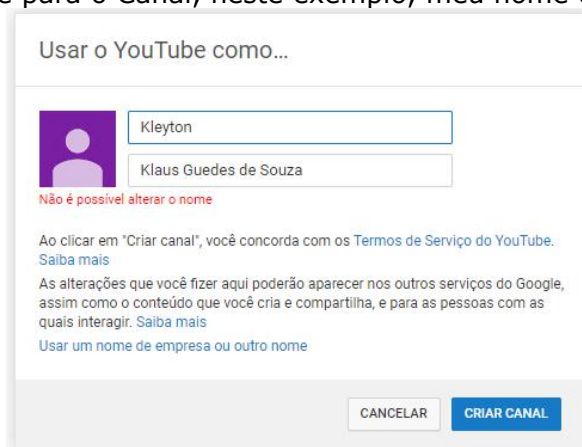 para o Canal, neste exemplo, meu nome
Usar o YouTube como...
Kleyton
Klaus Guedes de Souza
Não é possível alterar o nome
Ao clicar em "Criar canal", você concorda com os Termos de Serviço do YouTube.
Saiba mais
As alterações que você fizer aqui poderão aparecer nos outros serviços do Google,
assim como o conteúdo que você cria e compartilha, e para as pessoas com as
quais interagir. Saiba mais
Usar um nome de empresa ou outro nome
CANCELAR
CRIAR CANAL